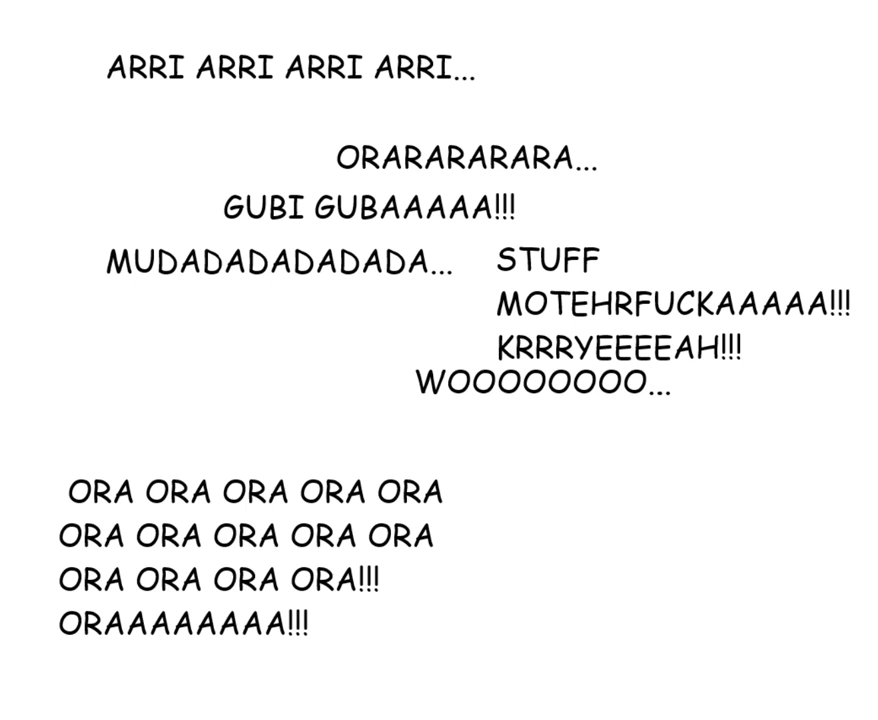 ARRI ARRI ARRI ARRI...
ORARARARARA...
GUBI GUBAAAAA!!!
MUDADADADADADA...
STUFF
MOTEHRFUCKAAAAA!!!
KRRRYEEEEAH!!!
WOOOOOOOO...
ORA ORA ORA ORA ORA
ORA ORA ORA ORA ORA
ORA ORA ORA ORA!!!
ORAAAAAAAA!!!